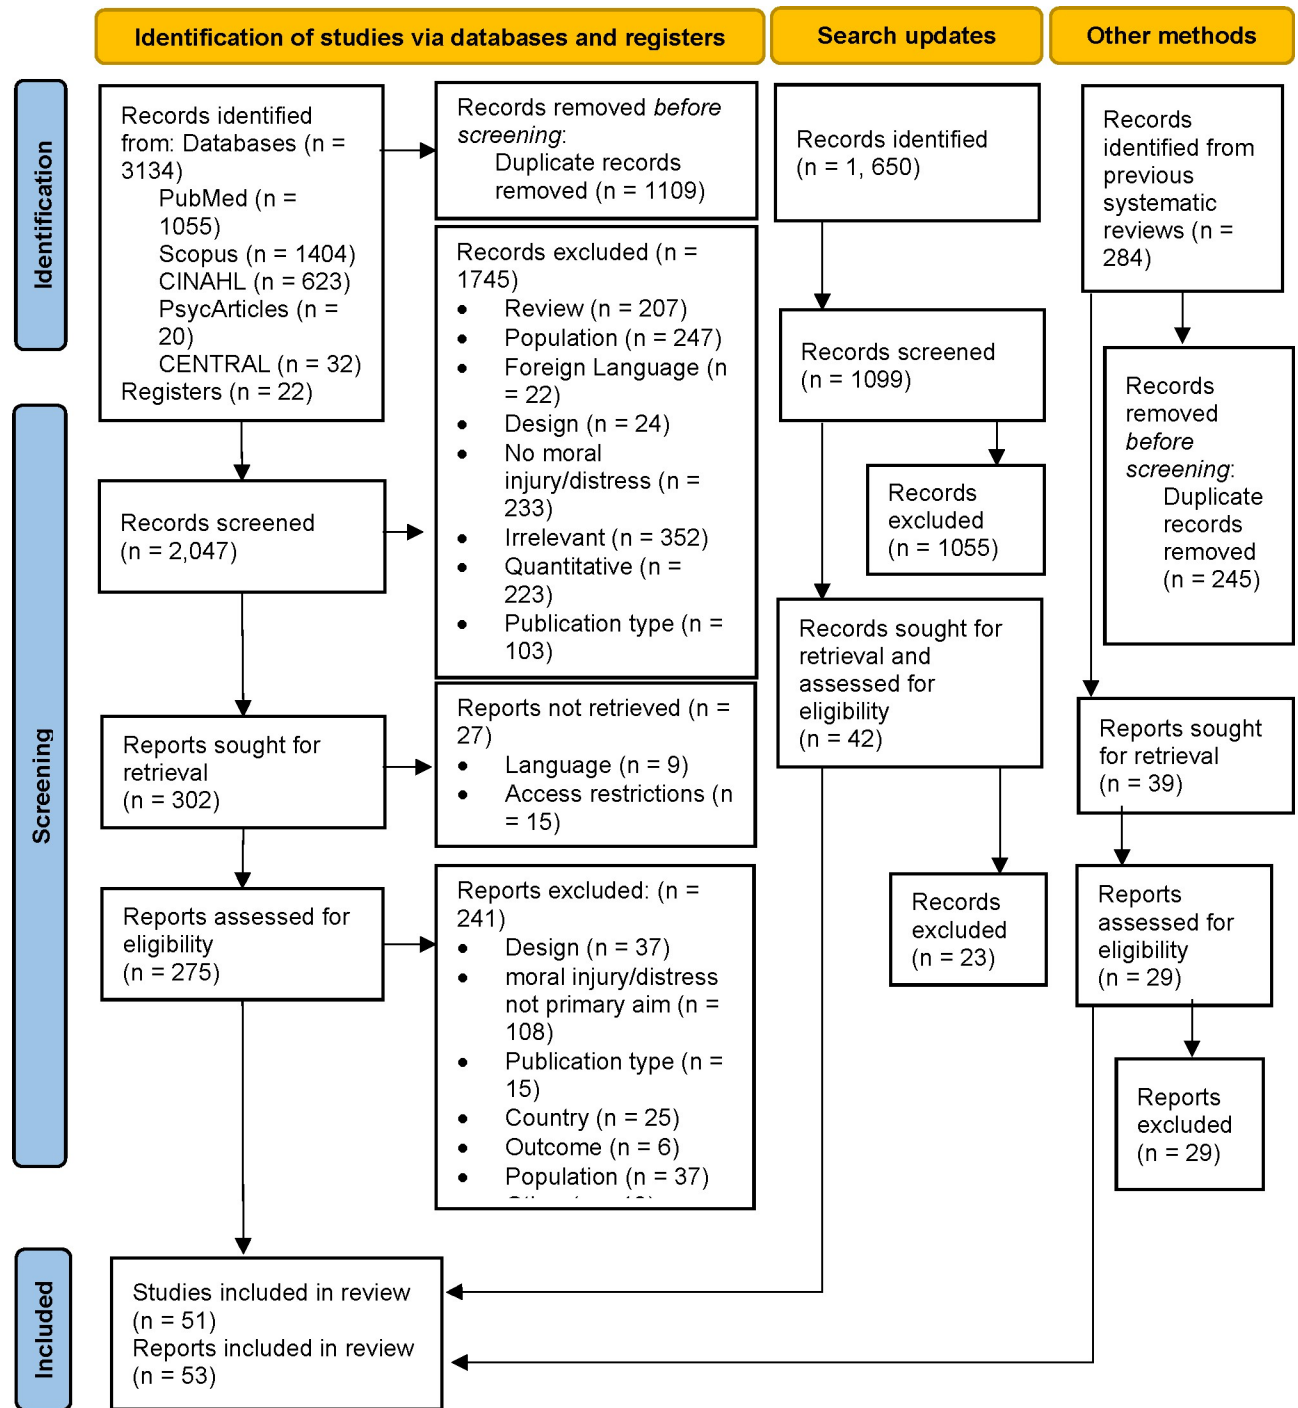 Identification of studies via databases and registers
Search updates
Other methods
Identification
Records identified
from: Databases (n =
3134)
PubMed (n =
1055)
Scopus (n = 1404)
CINAHL (n = 623)
PsycArticles (n =
20)
CENTRAL (n = 32)
Registers (n = 22)
Records removed before
screening:
Duplicate records
removed (n = 1109)
Records identified
(n = 1, 650)
Records
identified from
previous
systematic
reviews (n =
284)
Records excluded (n =
1745)
• Review (n = 207)
• Population (n = 247)
• Foreign Language (n
= 22)
• Design (n = 24)
• No moral
injury/distress (n =
233)
• Irrelevant (n = 352)
• Quantitative (n =
223)
• Publication type (n =
103)
Records screened
(n = 1099)
Records
removed
before
screening:
Duplicate
records
removed
(n = 245)
Screening
Records screened
(n = 2,047)
Records
excluded
(n = 1055)
Records sought for
retrieval and
assessed for
eligibility
(n = 42)
Reports sought for
retrieval
(n = 302)
Reports not retrieved (n =
27)
• Language (n = 9)
• Access restrictions (n
= 15)
Reports sought
for retrieval
(n = 39)
Reports assessed for
eligibility
(n = 275)
Reports excluded: (n =
241)
• Design (n = 37)
• moral injury/distress
not primary aim (n =
108)
• Publication type (n =
15)
• Country (n = 25)
• Outcome (n = 6)
• Population (n = 37)
Records
excluded
(n = 23)
Reports
assessed for
eligibility
(n = 29)
Reports
excluded
(n = 29)
Included
Studies included in review
(n = 51)
Reports included in review
(n = 53)